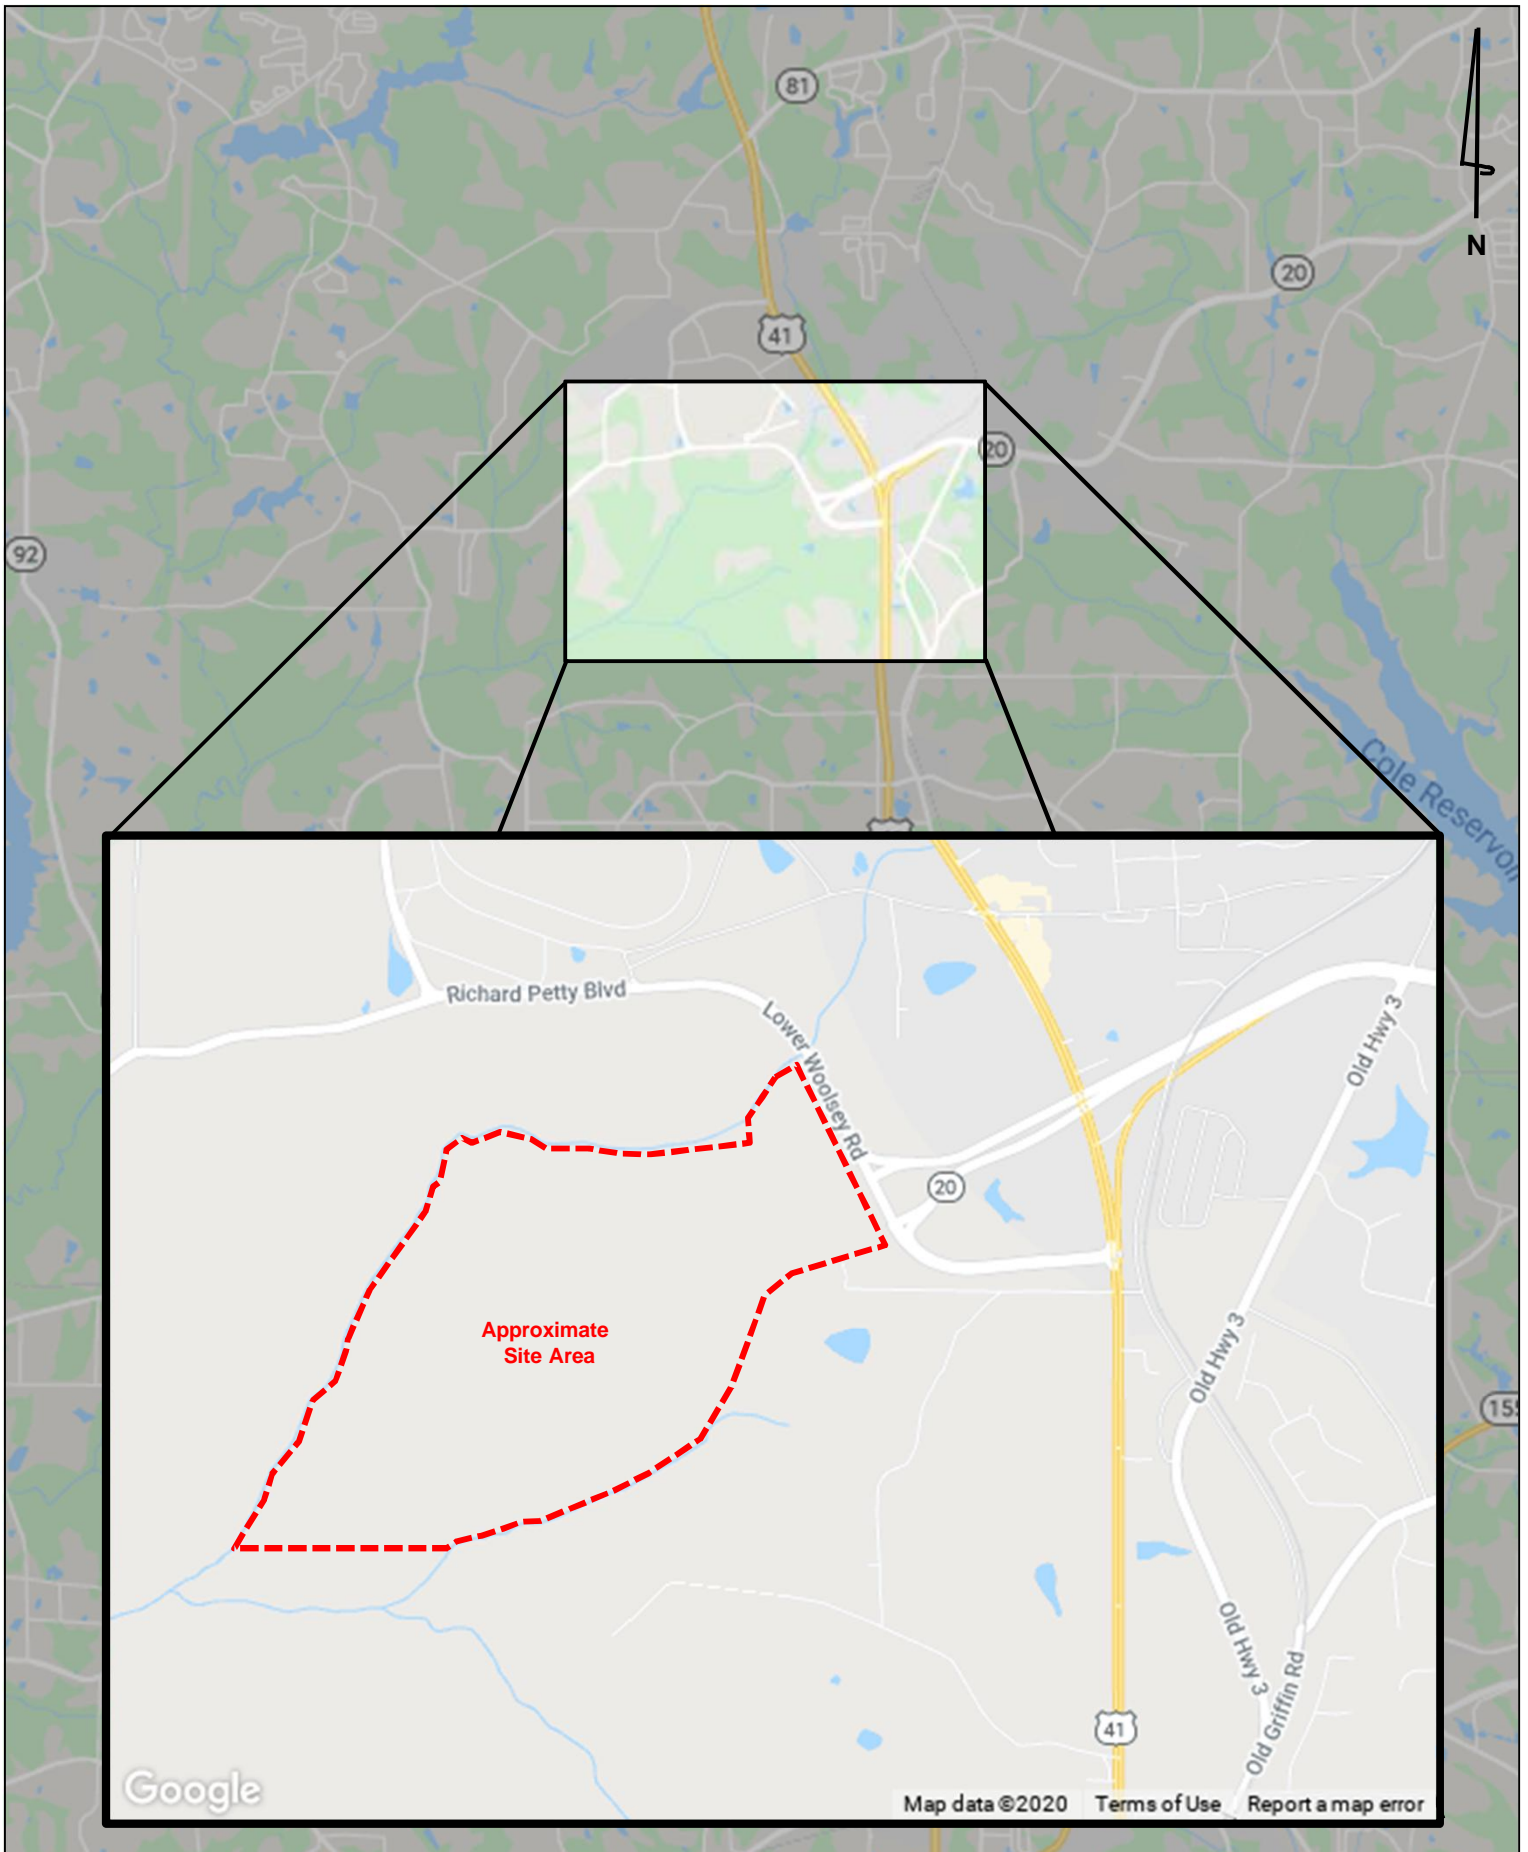 81
N
20
41
20
92
Cole Reservoir
Richard Petty Blvd
Lower Woolsey Rd
Old Hwy 3
20
Approximate
Site Area
Old Hwy 3
155
Old Hwy 3
Old Griffin Rd
41
Google
Map data ©2020 Terms of Use Report a map error